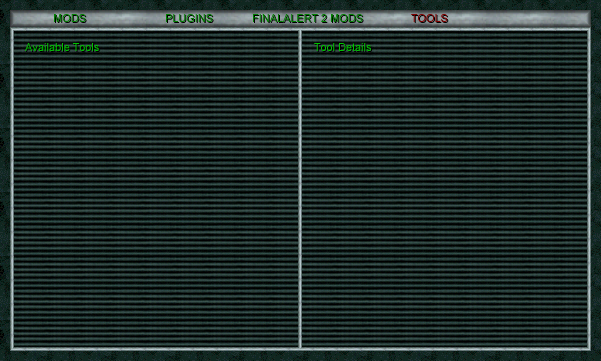 MODS PLUGINS FINALALERT 2 MODS TOOLS
Available Tools
Tool Details